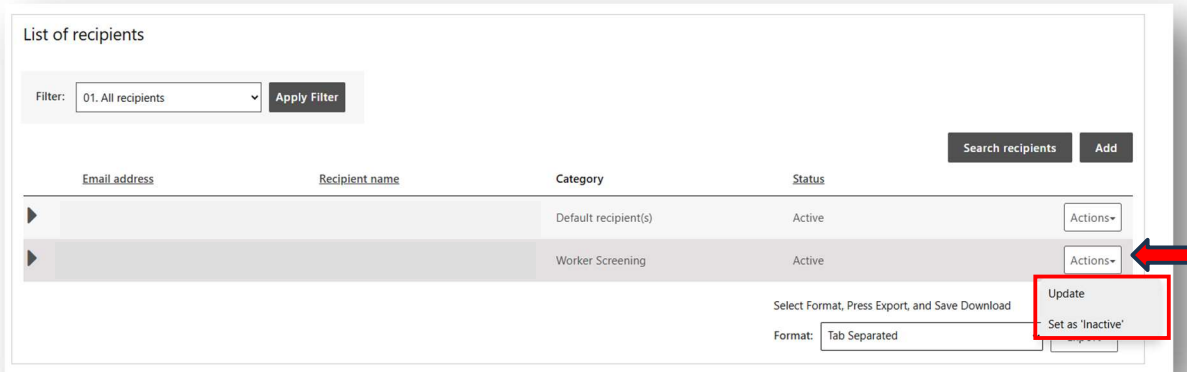 List of recipients
Filter: 01. All recipients Apply Filter
Search recipients Add
Email address Recipient name Category Status
Default recipient(s) Active Actions
Worker Screening Active Actions
Update
Select Format, Press Export, and Save Download
Set as 'Inactive'
Format: Tab Separated